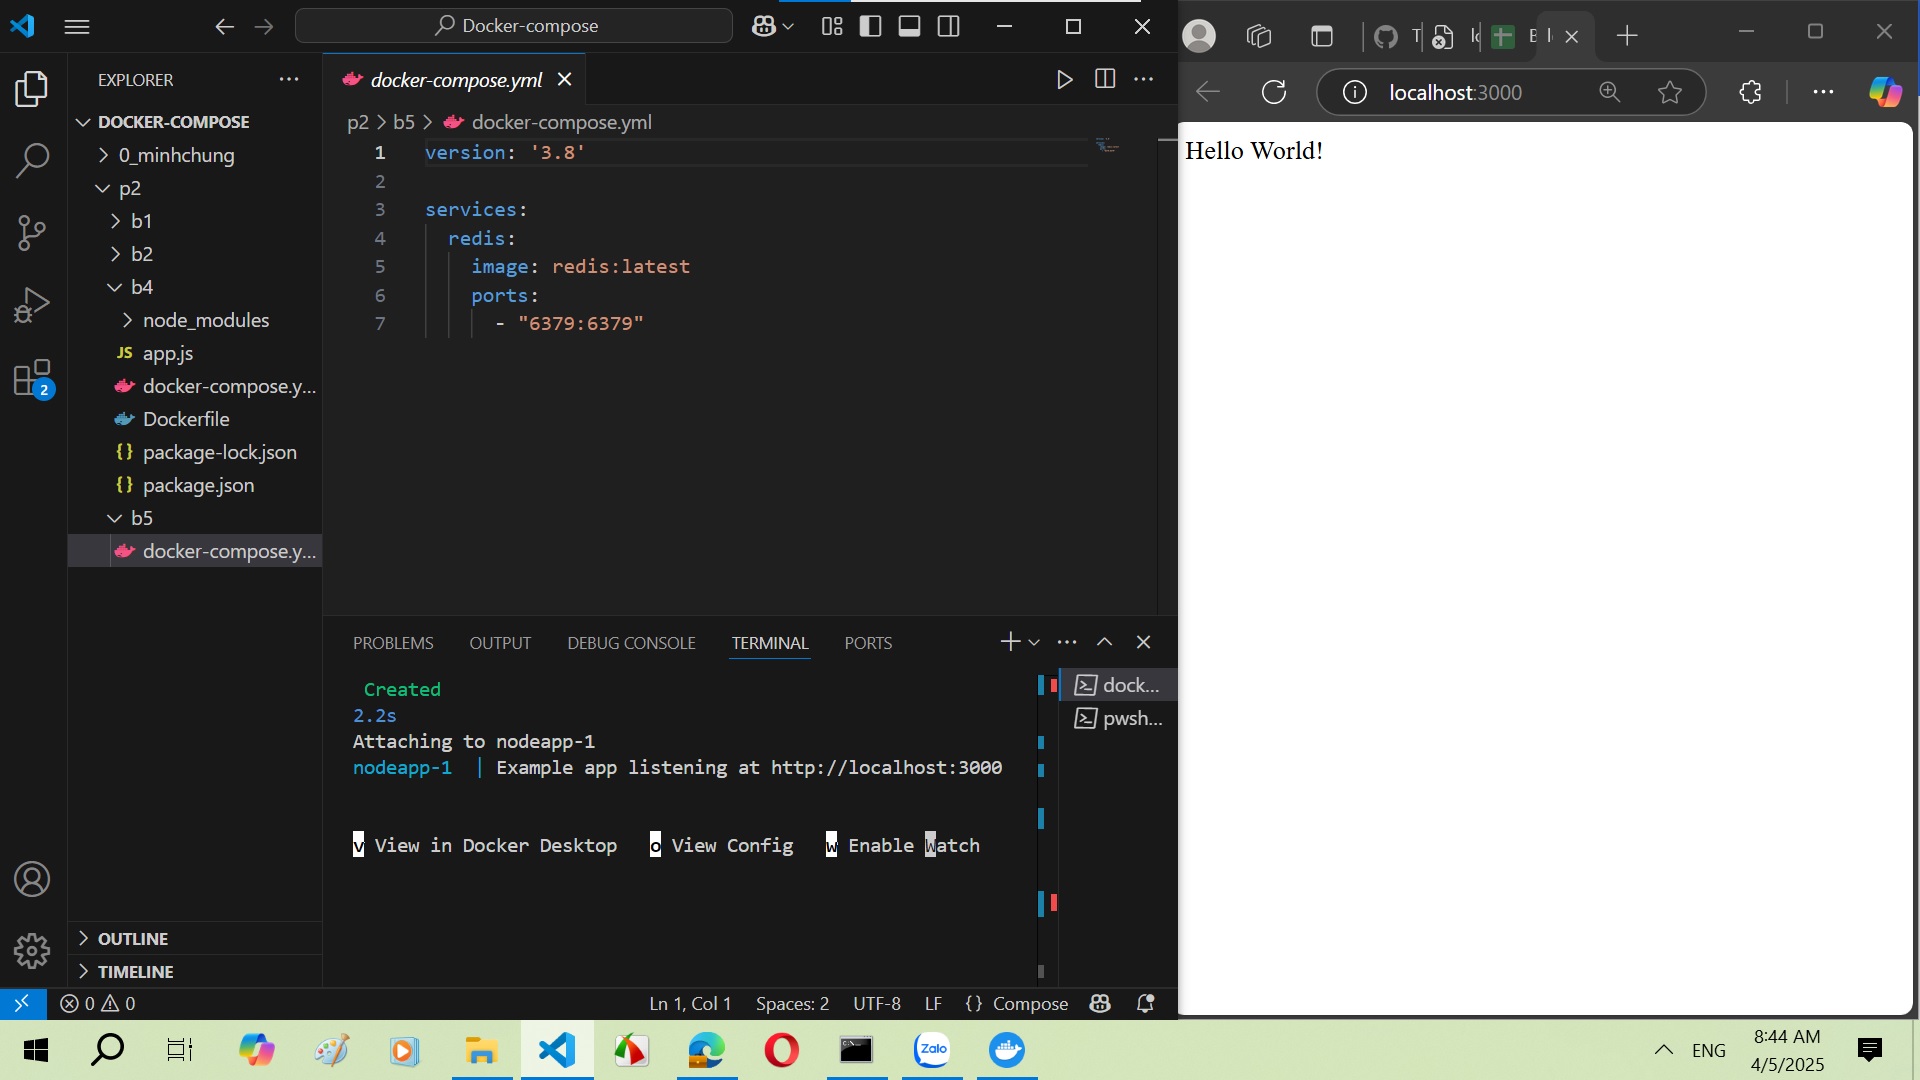 Docker-compose
EXPLORER
docker-compose.yml
DOCKER-COMPOSE
0_minhchung
p2
b1
b2
b4
node_modules
JS app.js
docker-compose.y...
Dockerfile
{} package-lock.json
{} package.json
b5
docker-compose.y...
OUTLINE
TIMELINE
2
p2 > b5 > docker-compose.yml
1 version: '3.8'
2
3 services:
4 redis:
5 image: redis:latest
6 ports:
7 - "6379:6379"
PROBLEMS OUTPUT DEBUG CONSOLE TERMINAL PORTS
Created
2.2s
Attaching to nodeapp-1
nodeapp-1 | Example app listening at http://localhost:3000
v View in Docker Desktop o View Config w Enable Watch
dock...
pwsh...
0 0
Ln 1, Col 1 Spaces: 2 UTF-8 LF {} Compose
localhost:3000
Hello World!
Zalo
ENG
8:44 AM
4/5/2025